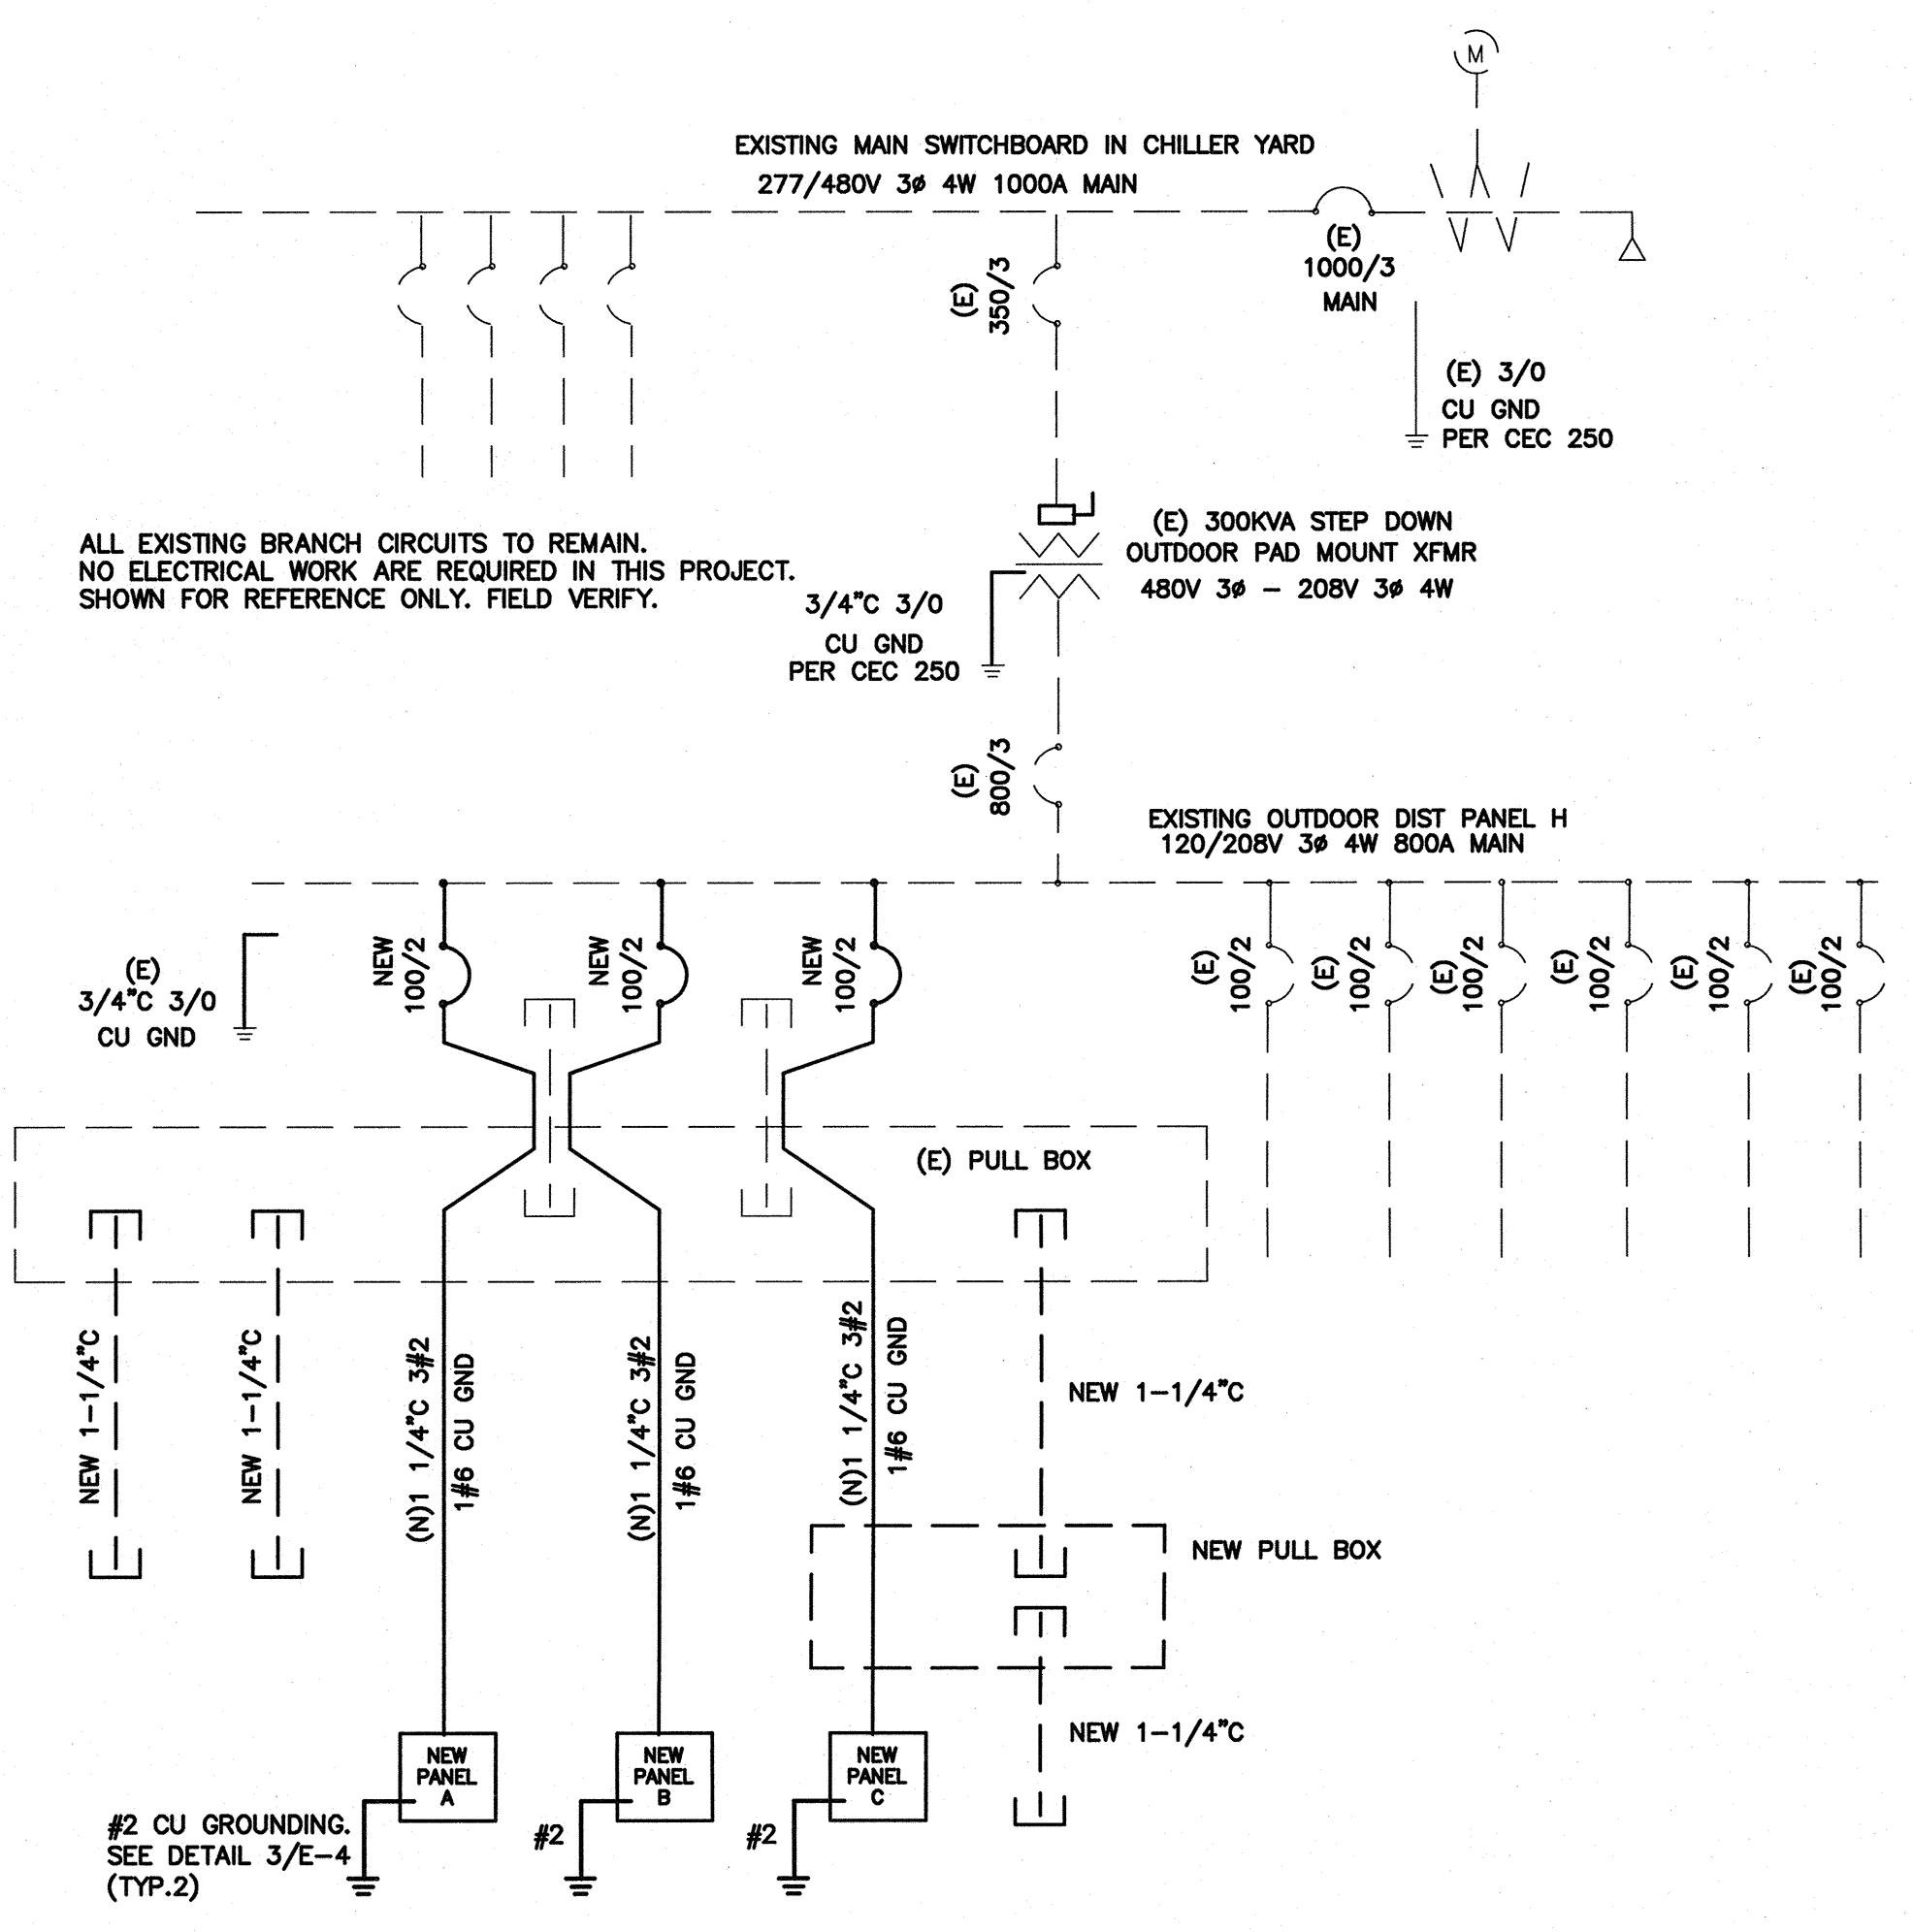 M
EXISTING MAIN SWITCHBOARD IN CHILLER YARD
277/480V 3ø 4W 1000A MAIN
(E)
1000/3
MAIN
(E)
350/3
(E) 3/0
CU GND
PER CEC 250
ALL EXISTING BRANCH CIRCUITS TO REMAIN.
NO ELECTRICAL WORK ARE REQUIRED IN THIS PROJECT.
SHOWN FOR REFERENCE ONLY. FIELD VERIFY.
(E) 300KVA STEP DOWN
OUTDOOR PAD MOUNT XFMR
480V 3ø - 208V 3ø 4W
3/4"C 3/0
CU GND
PER CEC 250
(E)
800/3
EXISTING OUTDOOR DIST PANEL H
120/208V 3ø 4W 800A MAIN
(E)
3/4"C 3/0
CU GND
NEW
100/2
NEW
100/2
NEW
100/2
(E)
100/2
(E)
100/2
(E)
100/2
(E)
100/2
(E)
100/2
(E)
100/2
(E) PULL BOX
NEW 1-1/4"C
NEW 1-1/4"C
(N)1 1/4"C 3#2
1#6 CU GND
(N)1 1/4"C 3#2
1#6 CU GND
(N)1 1/4"C 3#2
1#6 CU GND
NEW 1-1/4"C
NEW PULL BOX
NEW 1-1/4"C
NEW
PANEL
A
NEW
PANEL
B
NEW
PANEL
C
#2 CU GROUNDING.
SEE DETAIL 3/E-4
(TYP.2)
#2
#2